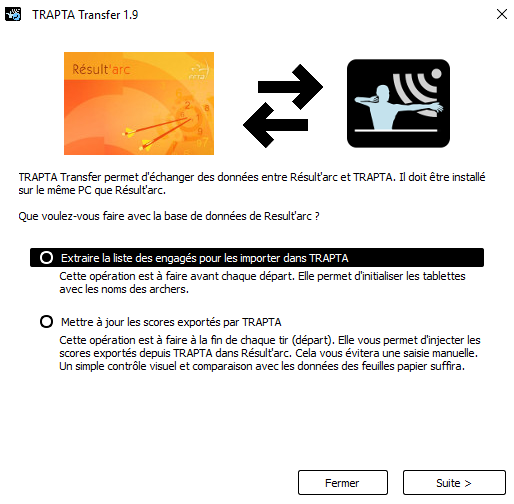 TRAPTA Transfer 1.9
Résult'arc
FFTA
TRAPTA Transfer permet d'échanger des données entre Résult'arc et TRAPTA. Il doit être installé
sur le même PC que Résult'arc.
Que voulez-vous faire avec la base de données de Resul'arc ?
Extraire la liste des engagés pour les importer dans TRAPTA
Cette opération est à faire avant chaque départ. Elle permet d'initialiser les tablettes
avec les noms des archers.
Mettre à jour les scores exportés par TRAPTA
Cette opération est à faire à la fin de chaque tir (départ). Elle vous permet d'injecter les
scores exportés depuis TRAPTA dans Résult'arc. Cela vous évitera une saisie manuelle.
Un simple contrôle visuel et comparaison avec les données des feuilles papier suffira.
Fermer
Suite >